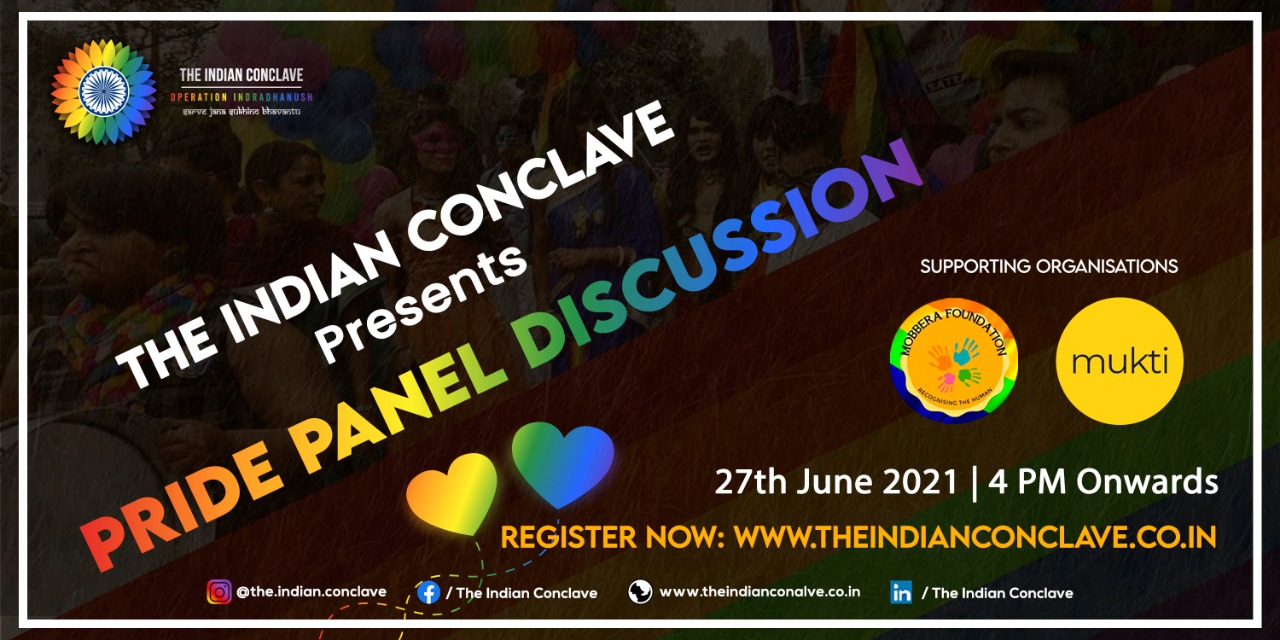 THE INDIAN CONCLAVE
OPERATION INDRADHANUSH
sarve jana sukhino bhavantu
THE INDIAN CONCLAVE
Presents
PRIDE PANEL DISCUSSION
SUPPORTING ORGANISATIONS
MOBBERA FOUNDATION
RECOGNISING THE HUMAN
mukti
27th June 2021 | 4 PM Onwards
REGISTER NOW: WWW.THEINDIANCONCLAVE.CO.IN
@the.indian.conclave
/ The Indian Conclave
www.theindianconalve.co.in
/ The Indian Conclave